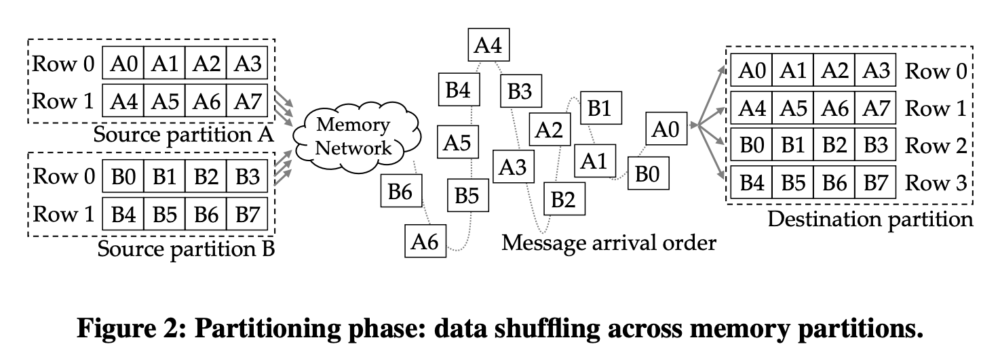 Row 0 A0 A1 A2 A3
Row 1 A4 A5 A6 A7
Source partition A
Row 0 B0 B1 B2 B3
Row 1 B4 B5 B6 B7
Source partition B
Memory
Network
B6
A6
B5
A5
B4
A4
B3
A3
B2
A2
B1
A1
B0
A0
Message arrival order
A0 A1 A2 A3 Row 0
A4 A5 A6 A7 Row 1
B0 B1 B2 B3 Row 2
B4 B5 B6 B7 Row 3
Destination partition
Figure 2: Partitioning phase: data shuffling across memory partitions.